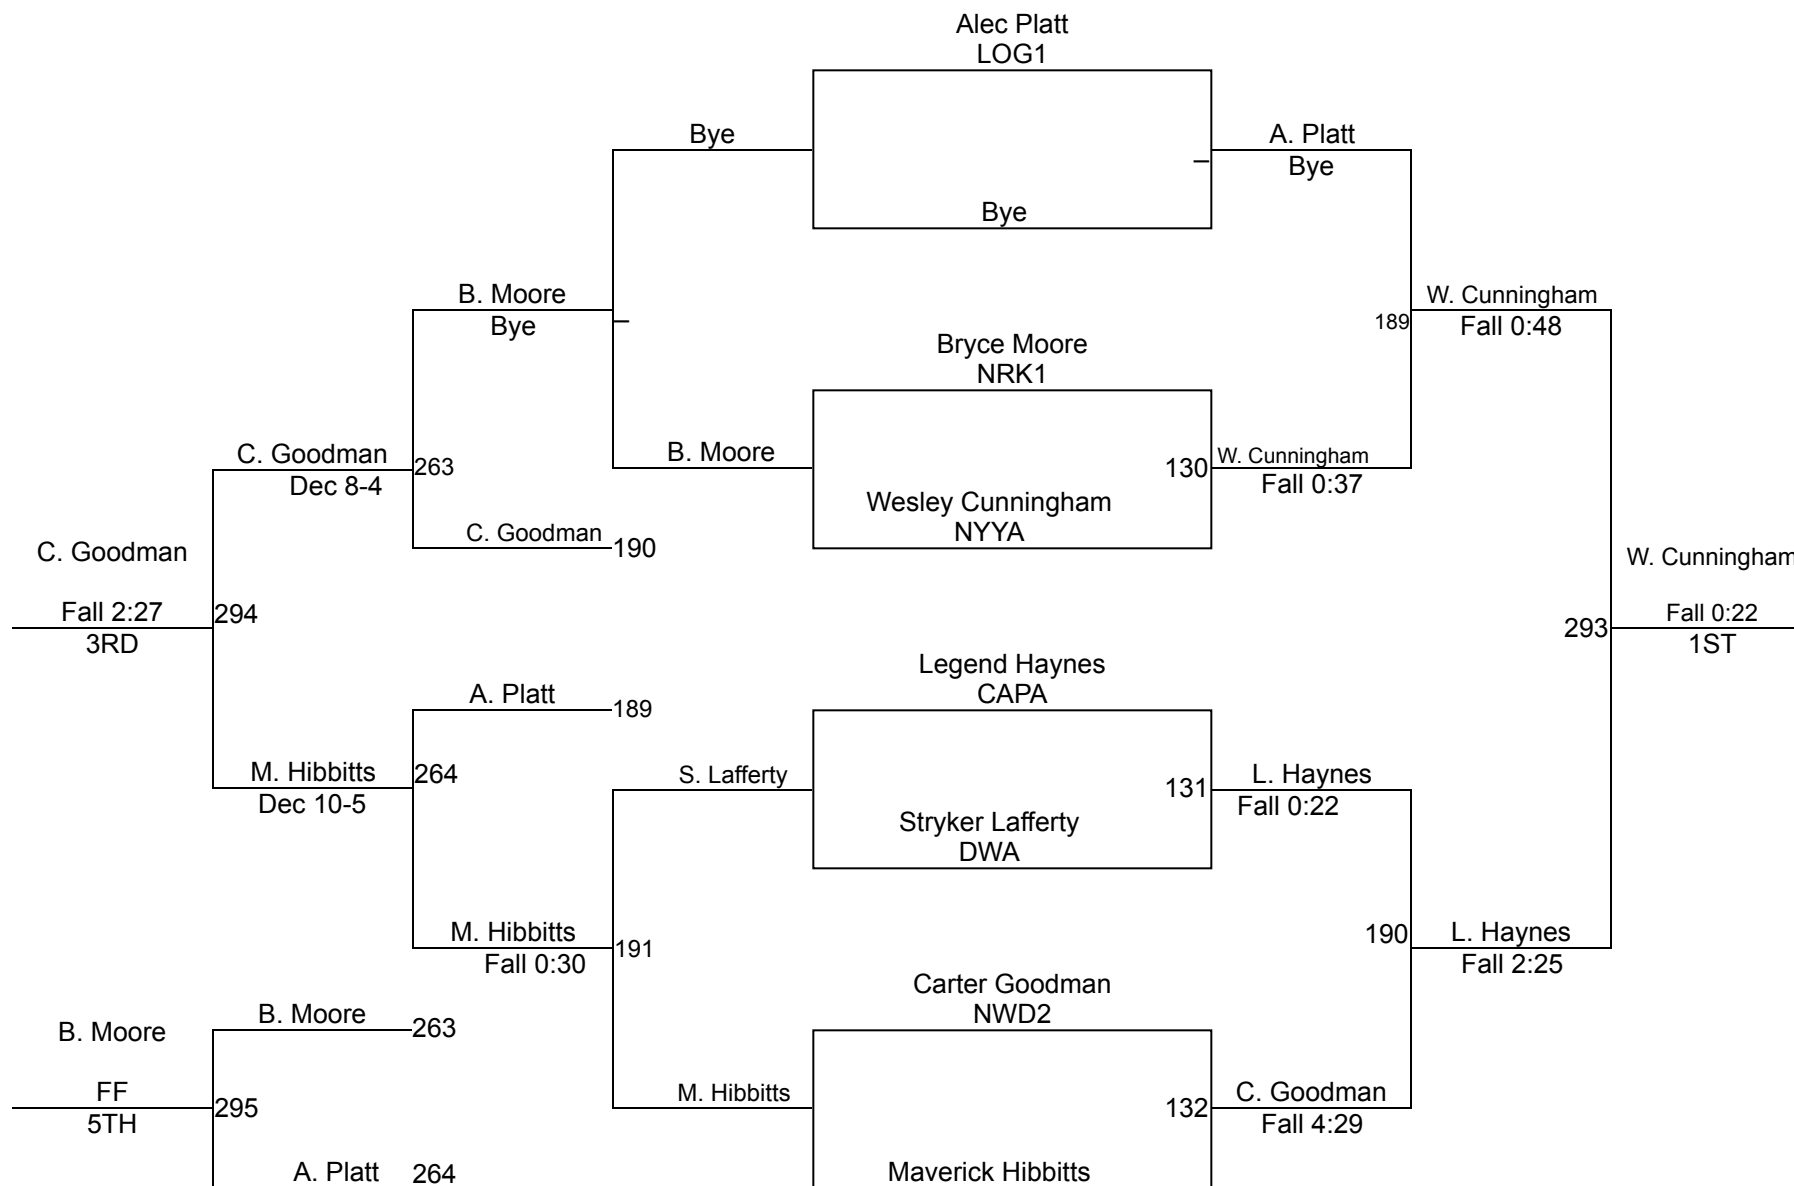 Alec Platt
LOG1
Bye
A. Platt
Bye
Bye
B. Moore
Bye
W. Cunningham
189
Fall 0:48
Bryce Moore
NRK1
C. Goodman
263
Dec 8-4
B. Moore
130
W. Cunningham
Fall 0:37
Wesley Cunningham
NYYA
C. Goodman
190
C. Goodman
W. Cunningham
Fall 2:27
294
3RD
293
Fall 0:22
1ST
Legend Haynes
CAPA
A. Platt
189
M. Hibbitts
264
Dec 10-5
S. Lafferty
131
L. Haynes
Fall 0:22
Stryker Lafferty
DWA
M. Hibbitts
191
Fall 0:30
190
L. Haynes
Fall 2:25
Carter Goodman
NWD2
B. Moore
263
B. Moore
FF
295
5TH
M. Hibbitts
132
C. Goodman
Fall 4:29
A. Platt
264
Maverick Hibbitts